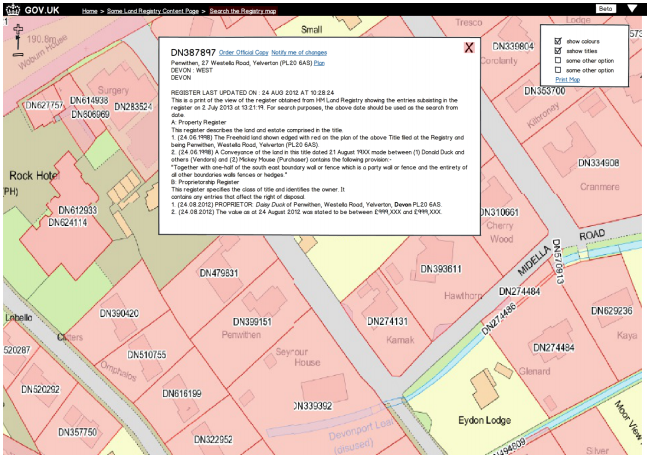 GOV.UK
Home > Some Land Registry Content Page > Search the Registry map
Beta
DN387897 Order Official Copy Notify me of changes
X
Penwithen, 27 Westella Road, Yelverton (PL20 6AS) Plan
DEVON : WEST
DEVON
REGISTER LAST UPDATED ON : 24 AUG 2012 AT 10:28:24
This is a print of the view of the register obtained from HM Land Registry showing the entries subsisting in the
register on 2 July 2013 at 13:21:19. For search purposes, the above date should be used as the search from
date.
A: Property Register
This register describes the land and estate comprised in the title
1. (24.06.1998) The Freehold land shown edged with red on the plan of the above Title filed at the Registry and
being Penwithen, Westella Road, Yelverton (PL20 6AS).
2. (24.06.1998) A Conveyance of the land in this title dated 21 August 19XX made between (1) Donald Duck and
others (Vendors) and (2) Mickey Mouse (Purchaser) contains the following provision:-
"Together with one-half of the south east boundary wall or fence which is a party wall or fence and the entirety of
all other boundaries walls fences or hedges."
B: Proprietorship Register
This register specifies the class of title and identifies the owner. It
contains any entries that affect the right of disposal.
1. (24.08.2012) PROPRIETOR: Daisy Duck of Penwithen, Westella Road, Yelverton, Devon PL20 6AS.
2. (24.08.2012) The value as at 24 August 2012 was stated to be between £999,XXX and £999,XXX.
show colours
sshow titles
some other option
some other option
Print Map
1
190.6m
Woburn House
Small
Tresco
Lodge
573
DN339804
Corolanty
DN353700
Kilbrondy
Surgery
DN627757
DN614938
DN606969
DN283524
DN334908
Cranmere
Rock Hotel
(PH)
DN612933
DN624114
DN310661
Cherry
Wood
MIDELLA
ROAD
DN570913
DN479831
DN393611
Hawthorn
DN274484
DN274486
Lobello
DN390420
DN399151
Penwithen
DN274131
Karnak
DN629236
Kaya
520287
DN510755
Omphalos
Seymour
House
DN274484
Glenard
DN520292
DN616199
DN339392
Eydon Lodge
Moor View
DN357750
DN322952
Devonport Leat
(disused)
DN494609
Silver